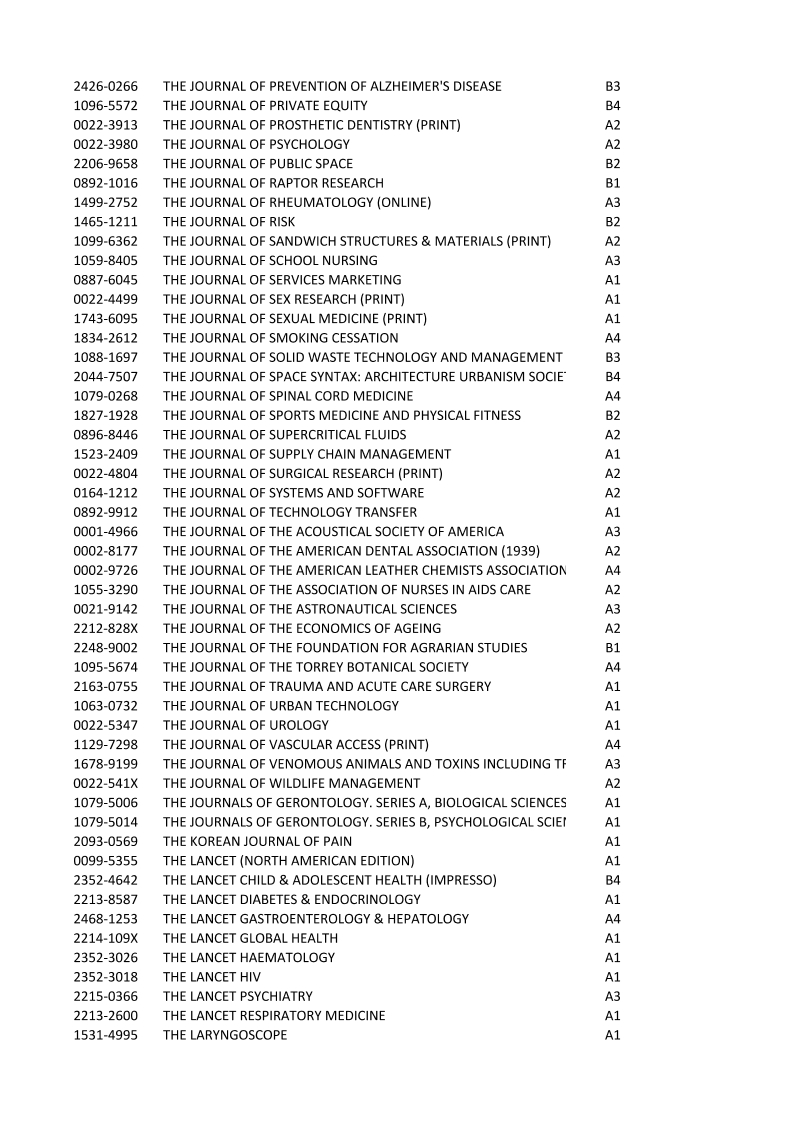 2426-0266 THE JOURNAL OF PREVENTION OF ALZHEIMER'S DISEASE B3
1096-5572 THE JOURNAL OF PRIVATE EQUITY B4
0022-3913 THE JOURNAL OF PROSTHETIC DENTISTRY (PRINT) A2
0022-3980 THE JOURNAL OF PSYCHOLOGY A2
2206-9658 THE JOURNAL OF PUBLIC SPACE B2
0892-1016 THE JOURNAL OF RAPTOR RESEARCH B1
1499-2752 THE JOURNAL OF RHEUMATOLOGY (ONLINE) A3
1465-1211 THE JOURNAL OF RISK B2
1099-6362 THE JOURNAL OF SANDWICH STRUCTURES & MATERIALS (PRINT) A2
1059-8405 THE JOURNAL OF SCHOOL NURSING A3
0887-6045 THE JOURNAL OF SERVICES MARKETING A1
0022-4499 THE JOURNAL OF SEX RESEARCH (PRINT) A1
1743-6095 THE JOURNAL OF SEXUAL MEDICINE (PRINT) A1
1834-2612 THE JOURNAL OF SMOKING CESSATION A4
1088-1697 THE JOURNAL OF SOLID WASTE TECHNOLOGY AND MANAGEMENT B3
2044-7507 THE JOURNAL OF SPACE SYNTAX: ARCHITECTURE URBANISM SOCIE B4
1079-0268 THE JOURNAL OF SPINAL CORD MEDICINE A4
1827-1928 THE JOURNAL OF SPORTS MEDICINE AND PHYSICAL FITNESS B2
0896-8446 THE JOURNAL OF SUPERCRITICAL FLUIDS A2
1523-2409 THE JOURNAL OF SUPPLY CHAIN MANAGEMENT A1
0022-4804 THE JOURNAL OF SURGICAL RESEARCH (PRINT) A2
0164-1212 THE JOURNAL OF SYSTEMS AND SOFTWARE A2
0892-9912 THE JOURNAL OF TECHNOLOGY TRANSFER A1
0001-4966 THE JOURNAL OF THE ACOUSTICAL SOCIETY OF AMERICA A3
0002-8177 THE JOURNAL OF THE AMERICAN DENTAL ASSOCIATION (1939) A2
0002-9726 THE JOURNAL OF THE AMERICAN LEATHER CHEMISTS ASSOCIATION A4
1055-3290 THE JOURNAL OF THE ASSOCIATION OF NURSES IN AIDS CARE A2
0021-9142 THE JOURNAL OF THE ASTRONAUTICAL SCIENCES A3
2212-828X THE JOURNAL OF THE ECONOMICS OF AGEING A2
2248-9002 THE JOURNAL OF THE FOUNDATION FOR AGRARIAN STUDIES B1
1095-5674 THE JOURNAL OF THE TORREY BOTANICAL SOCIETY A4
2163-0755 THE JOURNAL OF TRAUMA AND ACUTE CARE SURGERY A1
1063-0732 THE JOURNAL OF URBAN TECHNOLOGY A1
0022-5347 THE JOURNAL OF UROLOGY A1
1129-7298 THE JOURNAL OF VASCULAR ACCESS (PRINT) A4
1678-9199 THE JOURNAL OF VENOMOUS ANIMALS AND TOXINS INCLUDING TR A3
0022-541X THE JOURNAL OF WILDLIFE MANAGEMENT A2
1079-5006 THE JOURNALS OF GERONTOLOGY. SERIES A, BIOLOGICAL SCIENCES A1
1079-5014 THE JOURNALS OF GERONTOLOGY. SERIES B, PSYCHOLOGICAL SCIEN A1
2093-0569 THE KOREAN JOURNAL OF PAIN A1
0099-5355 THE LANCET (NORTH AMERICAN EDITION) A1
2352-4642 THE LANCET CHILD & ADOLESCENT HEALTH (IMPRESSO) B4
2213-8587 THE LANCET DIABETES & ENDOCRINOLOGY A1
2468-1253 THE LANCET GASTROENTEROLOGY & HEPATOLOGY A4
2214-109X THE LANCET GLOBAL HEALTH A1
2352-3026 THE LANCET HAEMATOLOGY A1
2352-3018 THE LANCET HIV A1
2215-0366 THE LANCET PSYCHIATRY A3
2213-2600 THE LANCET RESPIRATORY MEDICINE A1
1531-4995 THE LARYNGOSCOPE A1